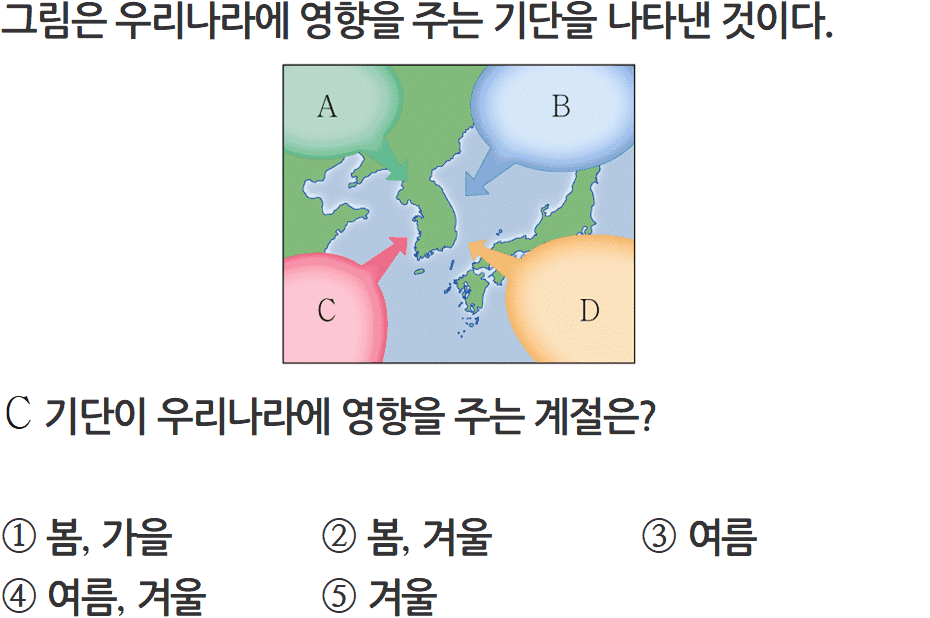 그림은 우리나라에 영향을 주는 기단을 나타낸 것이다.
A B
C D
C 기단이 우리나라에 영향을 주는 계절은?
① 봄, 가을 ② 봄, 겨울 ③ 여름
④ 여름, 겨울 ⑤ 겨울